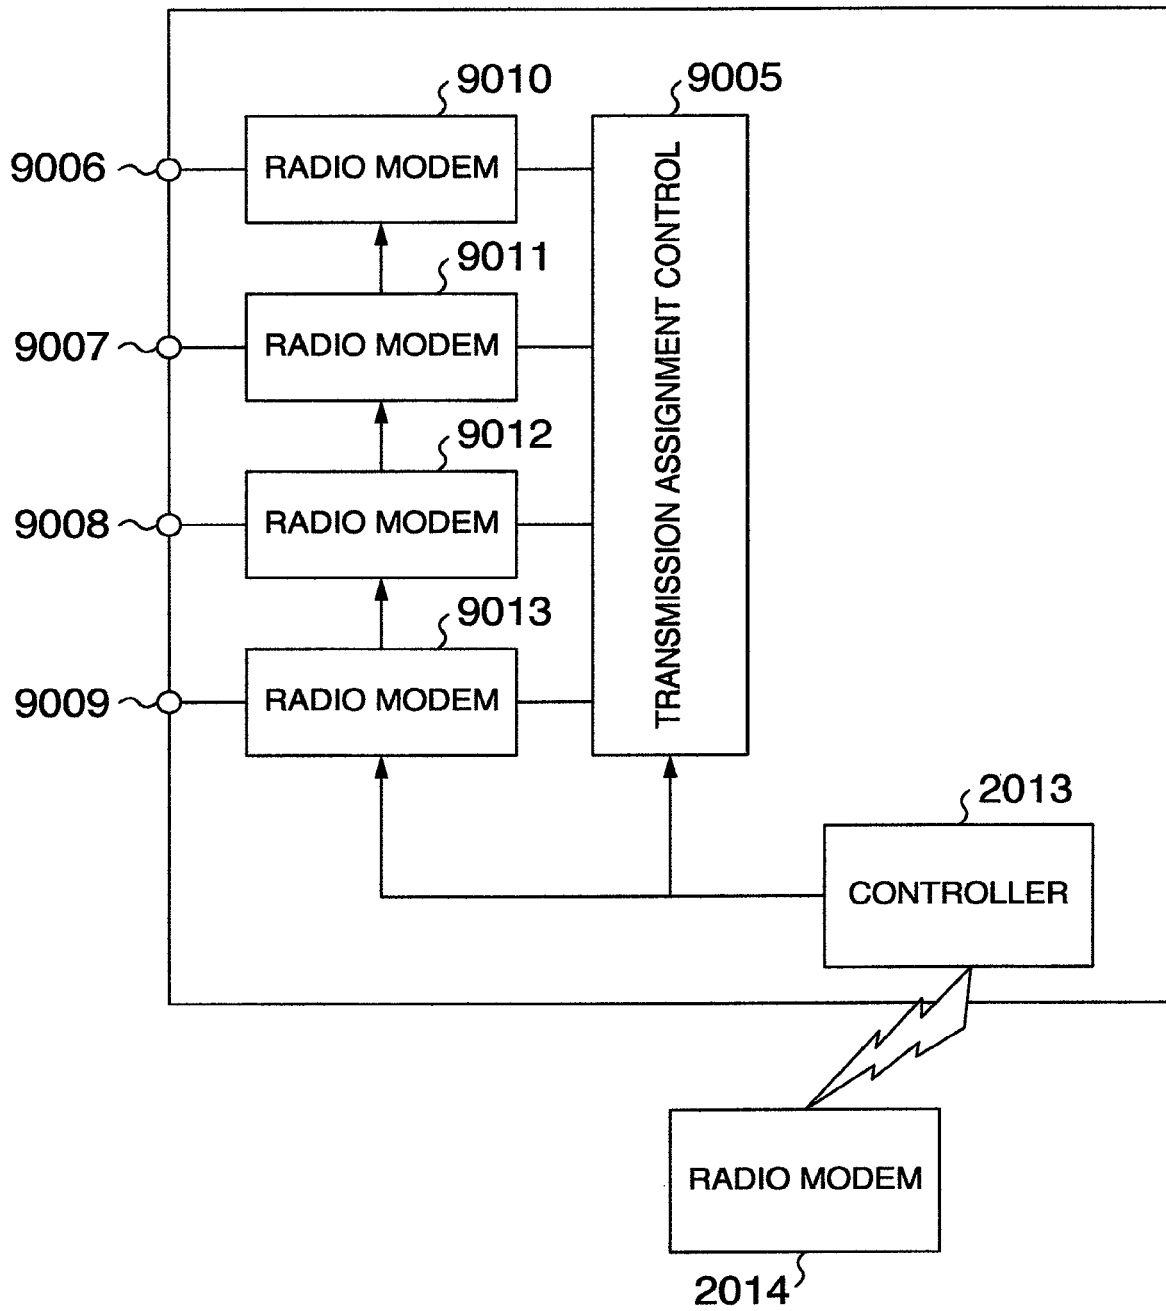 9010
9005
9006
RADIO MODEM
TRANSMISSION ASSIGNMENT CONTROL
9011
9007
RADIO MODEM
9012
9008
RADIO MODEM
9013
9009
RADIO MODEM
2013
CONTROLLER
RADIO MODEM
2014